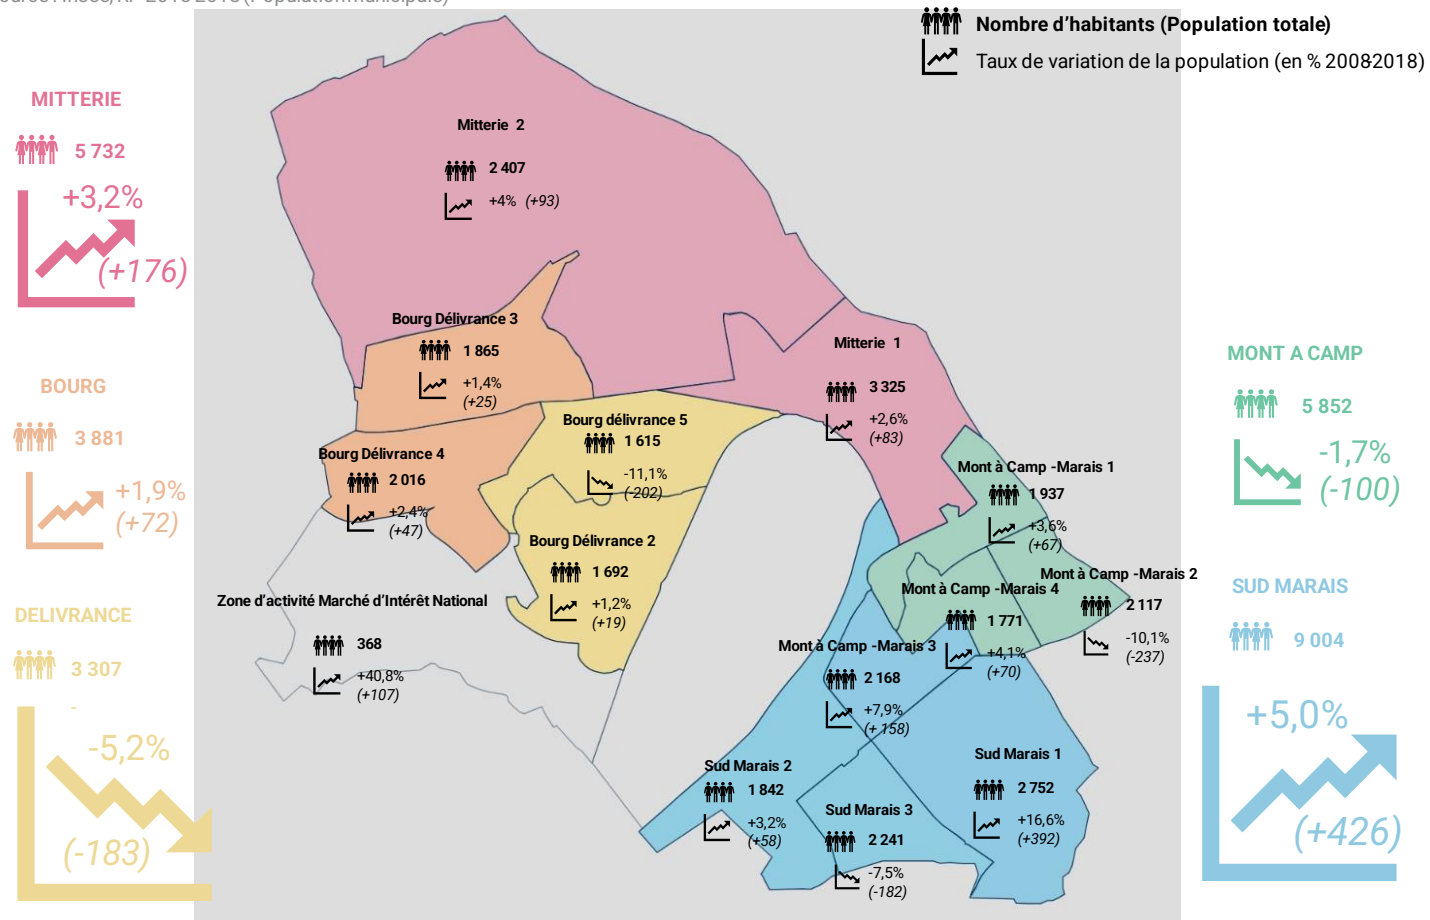 Nombre d'habitants (Population totale)
Taux de variation de la population (en % 2008-2018)
MITTERIE
5 732
+3,2%
(+176)
BOURG
3 881
+1,9%
(+72)
DELIVRANCE
3 307
-
-5,2%
(-183)
Mitterie 2
2 407
+4% (+93)
Bourg Délivrance 3
1 865
+1,4%
(+25)
Bourg Délivrance 4
2 016
+2,4%
(+47)
Bourg délivrance 5
1 615
-11,1%
(-202)
Bourg Délivrance 2
1 692
+1,2%
(+19)
Zone d'activité Marché d'Intérêt National
368
+40,8%
(+107)
Mitterie 1
3 325
+2,6%
(+83)
Mont à Camp -Marais 1
1 937
+3,6%
(+67)
Mont à Camp -Marais 2
2 117
-10,1%
(-237)
Mont à Camp -Marais 4
1 771
+4,1%
(+70)
Mont à Camp -Marais 3
2 168
+7,9%
(+ 158)
Sud Marais 2
1 842
+3,2%
(+58)
Sud Marais 3
2 241
-7,5%
(-182)
Sud Marais 1
2 752
+16,6%
(+392)
MONT A CAMP
5 852
-1,7%
(-100)
SUD MARAIS
9 004
+5,0%
(+426)